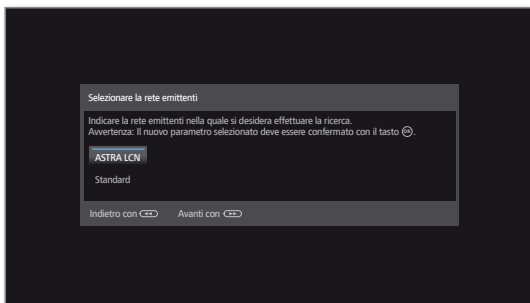 Selezionare la rete emittenti
Indicare la rete emittenti nella quale si desidera effettuare la ricerca.
Avvertenza: Il nuovo parametro selezionato deve essere confermato con il tasto OK.
ASTRA LCN
Standard
Indietro con ◄◄ Avanti con ►►